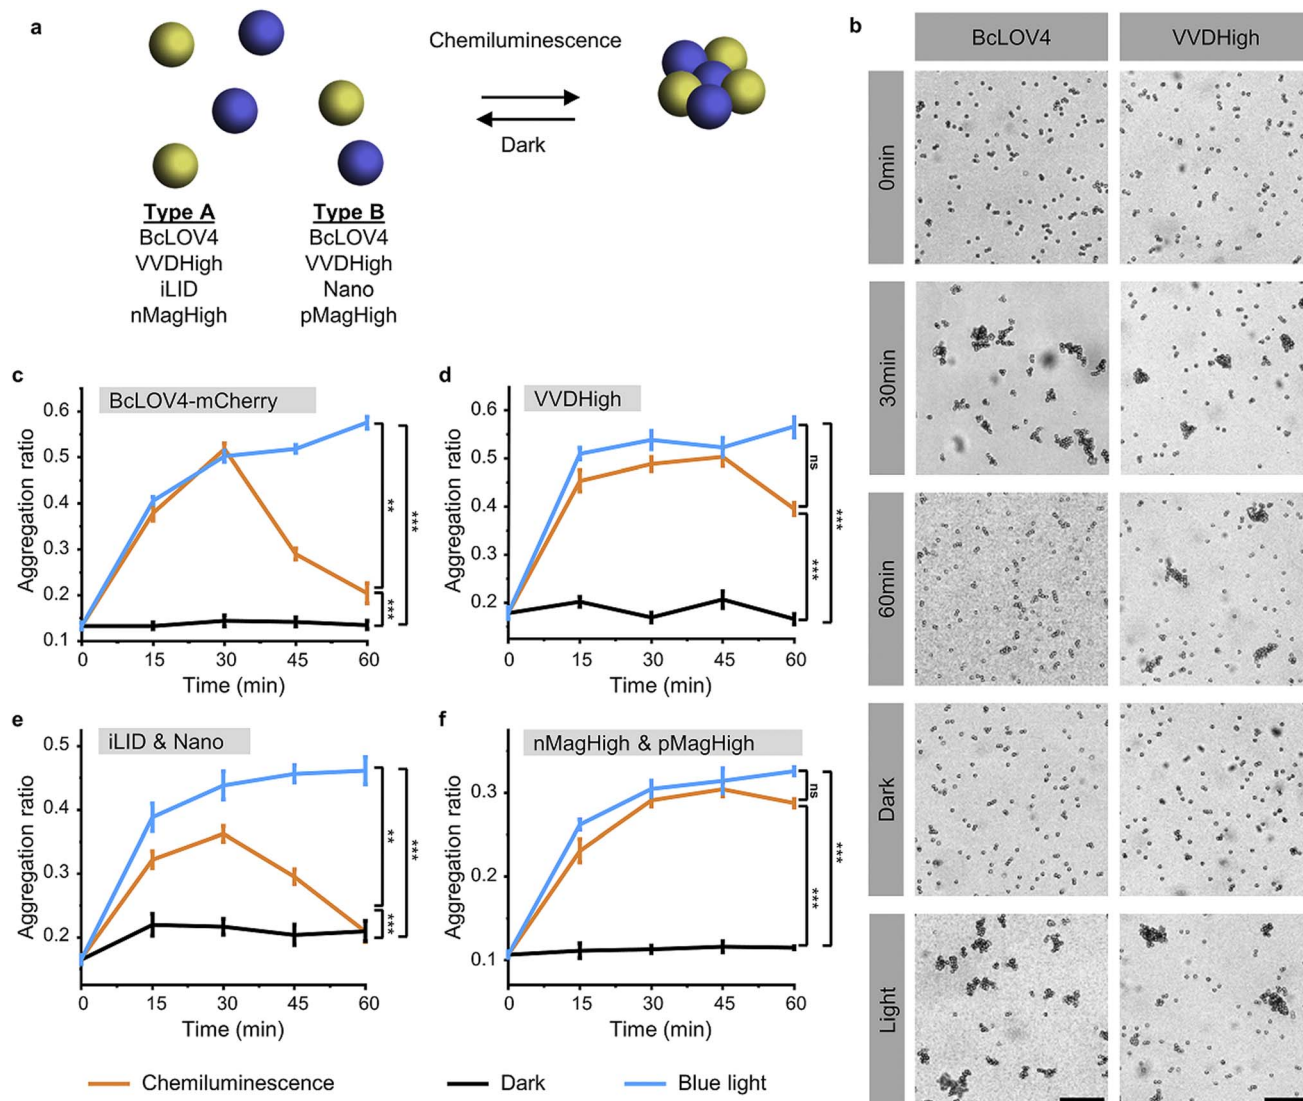 a
Chemiluminescence
Dark
Type A
BcLOV4
VVDHigh
iLID
nMagHigh
Type B
BcLOV4
VVDHigh
Nano
pMagHigh
b
BcLOV4
VVDHigh
0min
30min
60min
Dark
Light
c
BcLOV4-mCherry
Aggregation ratio
0.6
0.5
0.4
0.3
0.2
0.1
0 15 30 45 60
Time (min)
**
***
***
d
VVDHigh
Aggregation ratio
0.6
0.5
0.4
0.3
0.2
0 15 30 45 60
Time (min)
ns
***
***
e
iLID & Nano
Aggregation ratio
0.5
0.4
0.3
0.2
0 15 30 45 60
Time (min)
**
***
***
f
nMagHigh & pMagHigh
Aggregation ratio
0.3
0.2
0.1
0 15 30 45 60
Time (min)
ns
***
***
Chemiluminescence
Dark
Blue light